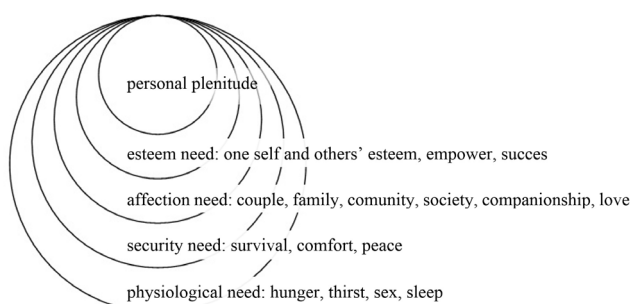 personal plenitude
esteem need: one self and others’ esteem, empower, succes
affection need: couple, family, comunity, society, companionship, love
security need: survival, comfort, peace
physiological need: hunger, thirst, sex, sleep